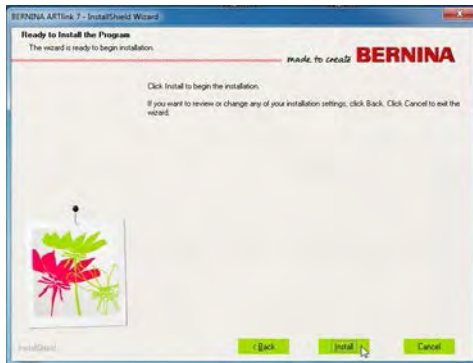 BERNINA ARTlink 7 - InstallShield Wizard
Ready to Install the Program
The wizard is ready to begin installation.
made to create BERNINA
Click Install to begin the installation.
If you want to review or change any of your installation settings, click Back. Click Cancel to exit the
wizard.
InstallShield
< Back
Install
Cancel